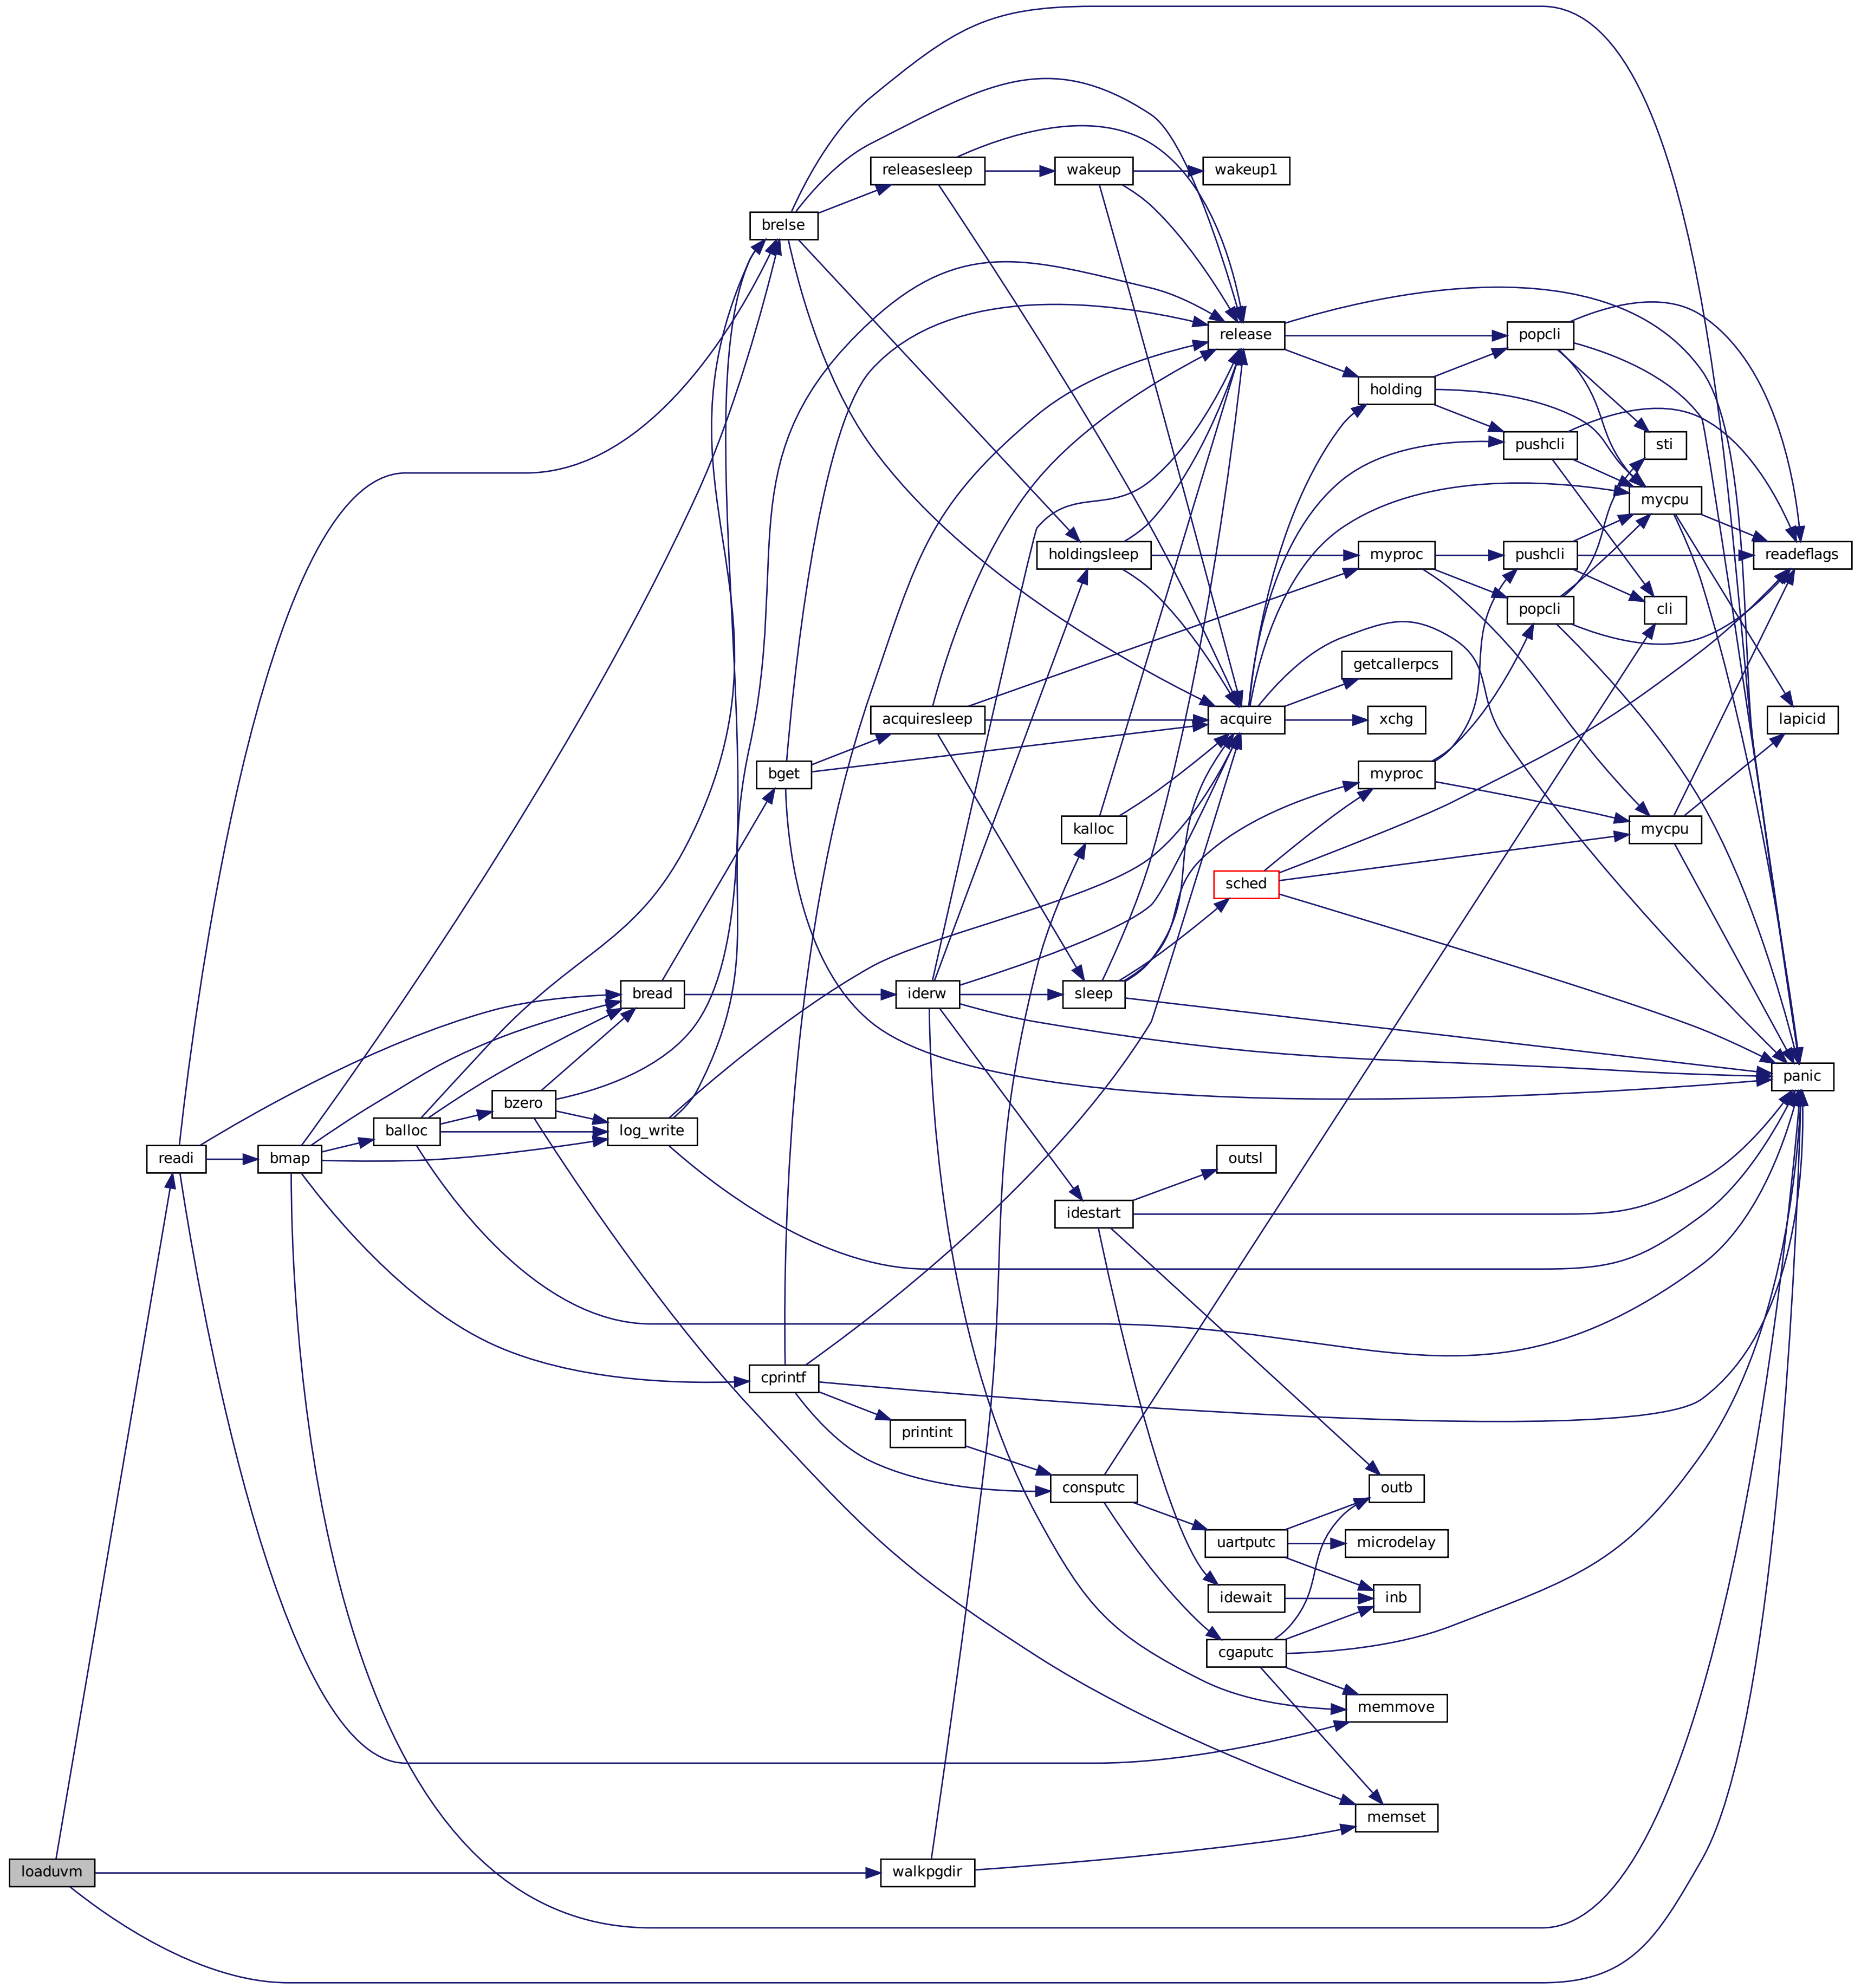 releasesleep
wakeup
wakeup1
brelse
release
popcli
holding
pushcli
sti
mycpu
holdingsleep
myproc
pushcli
readeflags
popcli
cli
getcallerpcs
acquiresleep
acquire
xchg
lapicid
bget
myproc
kalloc
mycpu
sched
bread
iderw
sleep
panic
bzero
balloc
log_write
readi
bmap
outsl
idestart
cprintf
printint
consputc
outb
uartputc
microdelay
idewait
inb
cgaputc
memmove
memset
loaduvm
walkpgdir